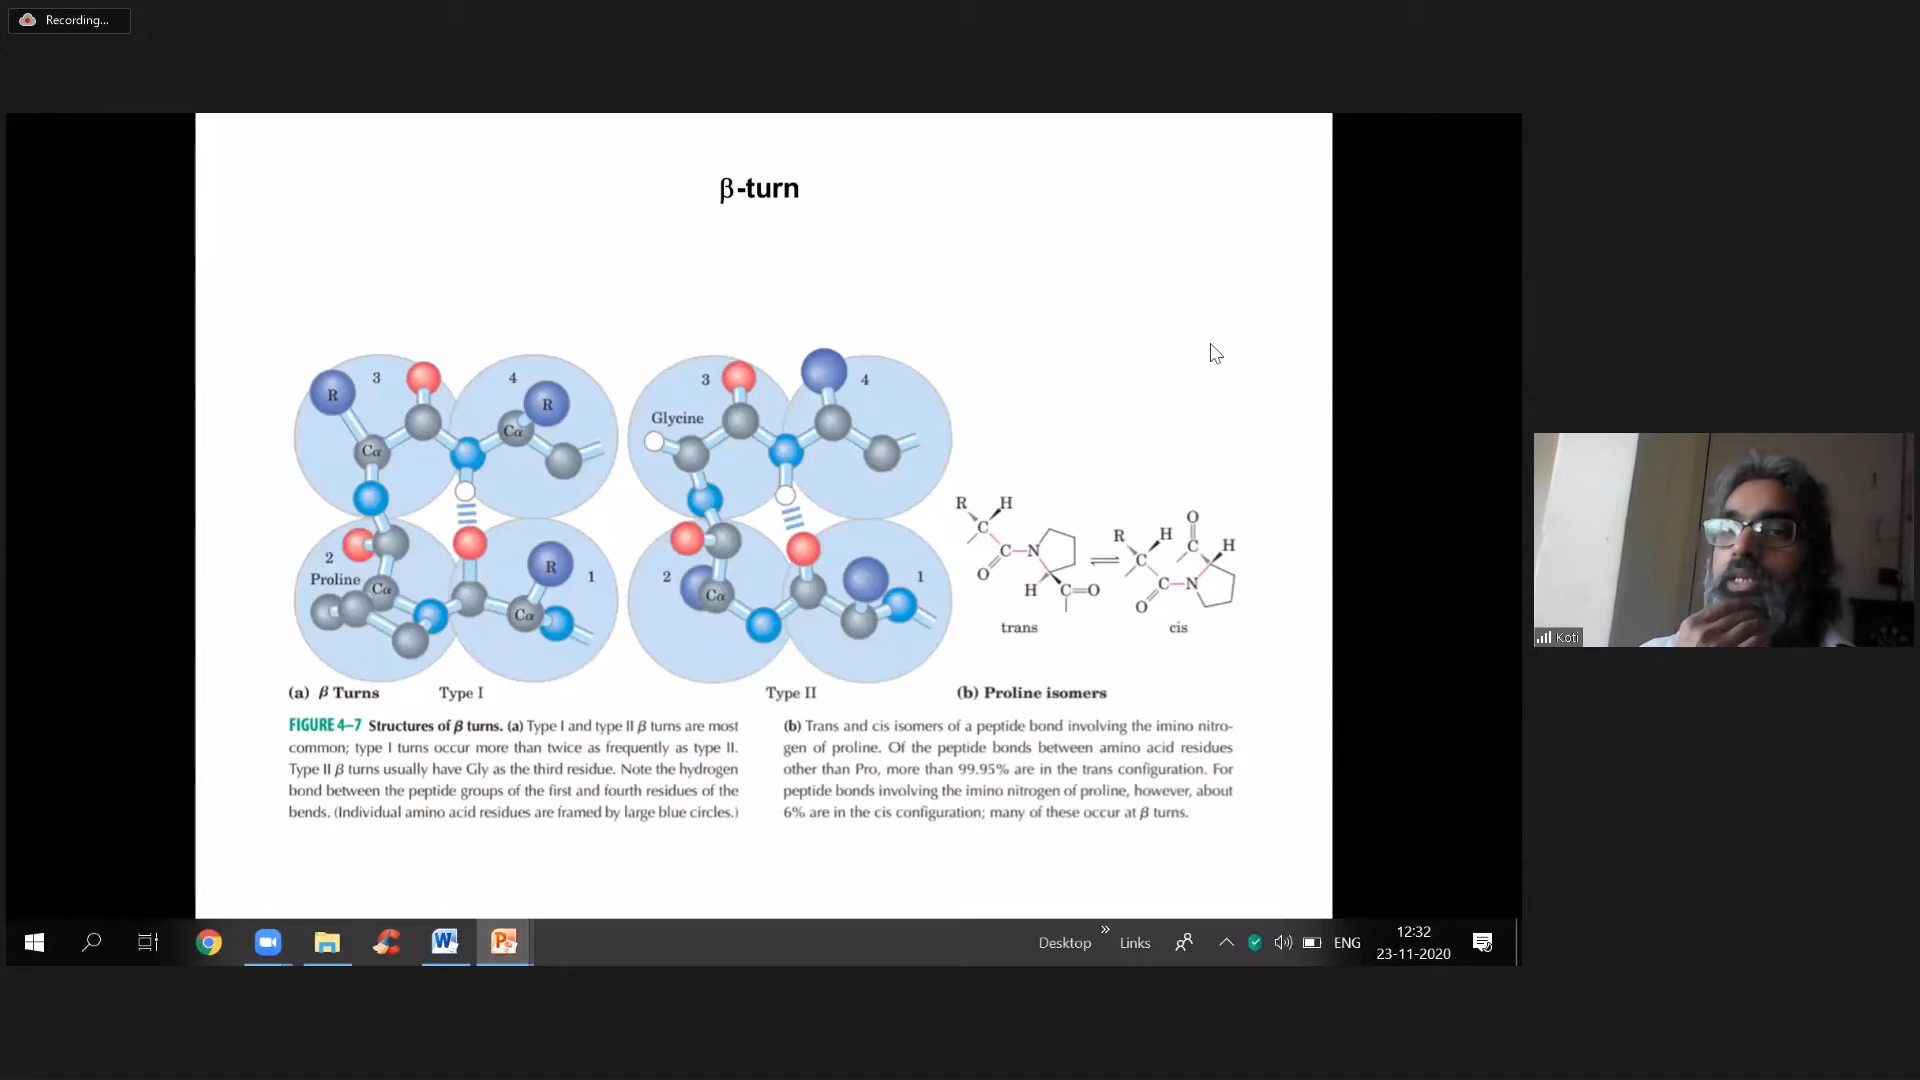 Recording...
β-turn
3
4
R
R
Cα
Cα
2
Proline
Cα
R
1
Cα
3
4
Glycine
2
Cα
1
R
H
C
C
N
O
H
C
O
trans
O
R
H
C
H
C
C
N
O
cis
(a) β Turns
Type I
Type II
(b) Proline isomers
FIGURE 4–7 Structures of β turns. (a) Type I and type II β turns are most
common; type I turns occur more than twice as frequently as type II.
Type II β turns usually have Gly as the third residue. Note the hydrogen
bond between the peptide groups of the first and fourth residues of the
bends. (Individual amino acid residues are framed by large blue circles.)
(b) Trans and cis isomers of a peptide bond involving the imino nitro-
gen of proline. Of the peptide bonds between amino acid residues
other than Pro, more than 99.95% are in the trans configuration. For
peptide bonds involving the imino nitrogen of proline, however, about
6% are in the cis configuration; many of these occur at β turns.
Koti
Desktop
»
Links
ENG
12:32
23-11-2020